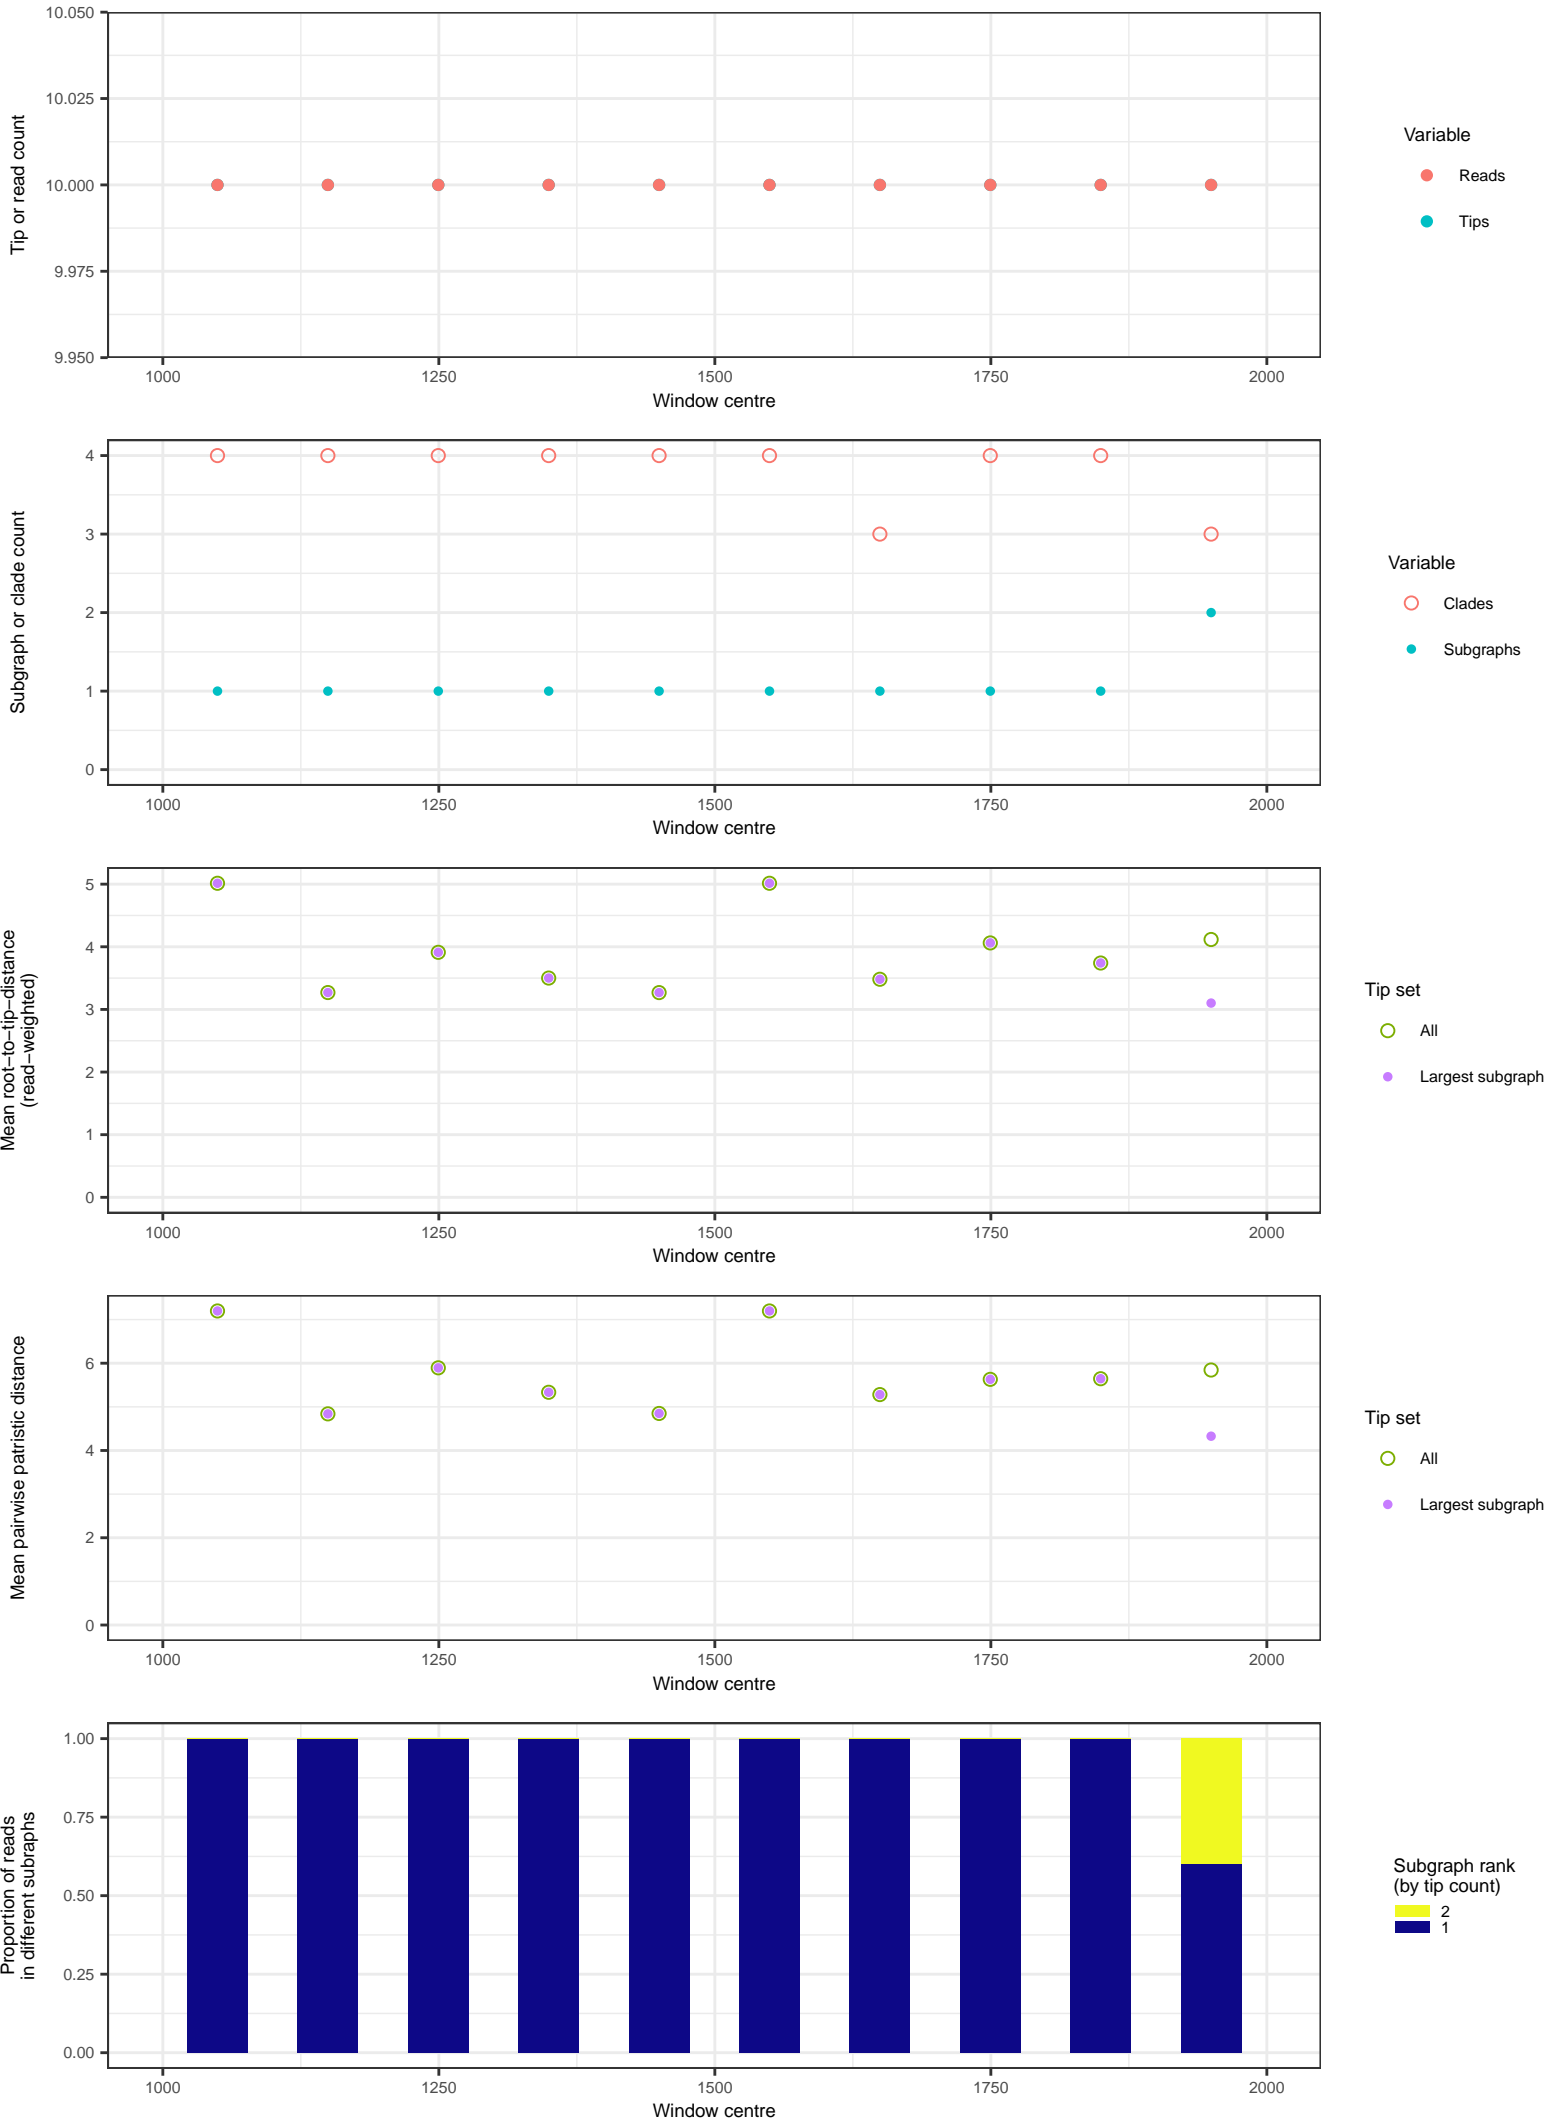 10.050
10.025
10.000
9.975
9.950
Tip or read count
1000 1250 1500 1750 2000
Window centre
Variable
Reads
Tips
4
3
2
1
0
Subgraph or clade count
1000 1250 1500 1750 2000
Window centre
Variable
Clades
Subgraphs
5
4
3
2
1
0
Mean root−to−tip−distance
(read−weighted)
1000 1250 1500 1750 2000
Window centre
Tip set
All
Largest subgraph
6
4
2
0
Mean pairwise patristic distance
1000 1250 1500 1750 2000
Window centre
Tip set
All
Largest subgraph
1.00
0.75
0.50
0.25
0.00
Proportion of reads
in different subraphs
1000 1250 1500 1750 2000
Window centre
Subgraph rank
(by tip count)
2
1